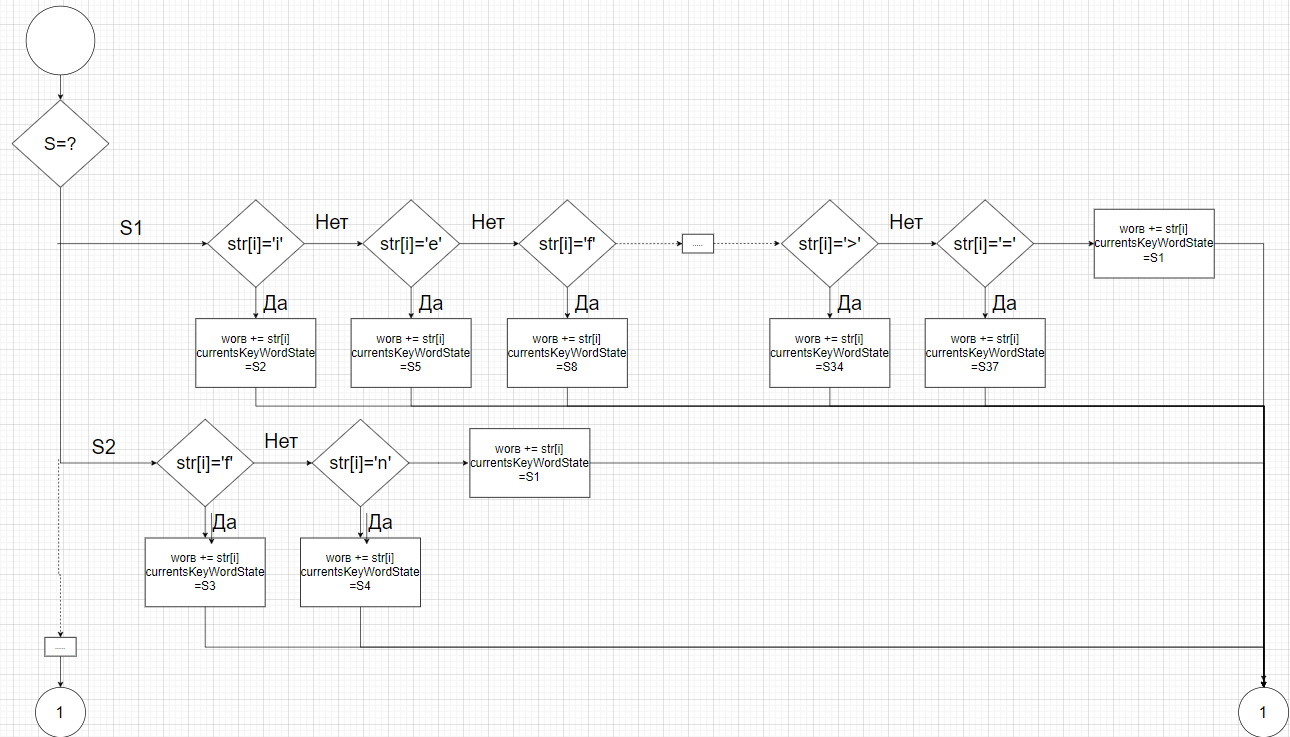 S=?
S1
str[i]='i'
Нет
str[i]='e'
Нет
str[i]='f'
.....
str[i]='>'
Нет
str[i]='='
worв += str[i]
currentsKeyWordState
=S1
Да
Да
Да
Да
Да
worв += str[i]
currentsKeyWordState
=S2
worв += str[i]
currentsKeyWordState
=S5
worв += str[i]
currentsKeyWordState
=S8
worв += str[i]
currentsKeyWordState
=S34
worв += str[i]
currentsKeyWordState
=S37
S2
str[i]='f'
Нет
str[i]='n'
worв += str[i]
currentsKeyWordState
=S1
Да
Да
worв += str[i]
currentsKeyWordState
=S3
worв += str[i]
currentsKeyWordState
=S4
.....
1
1